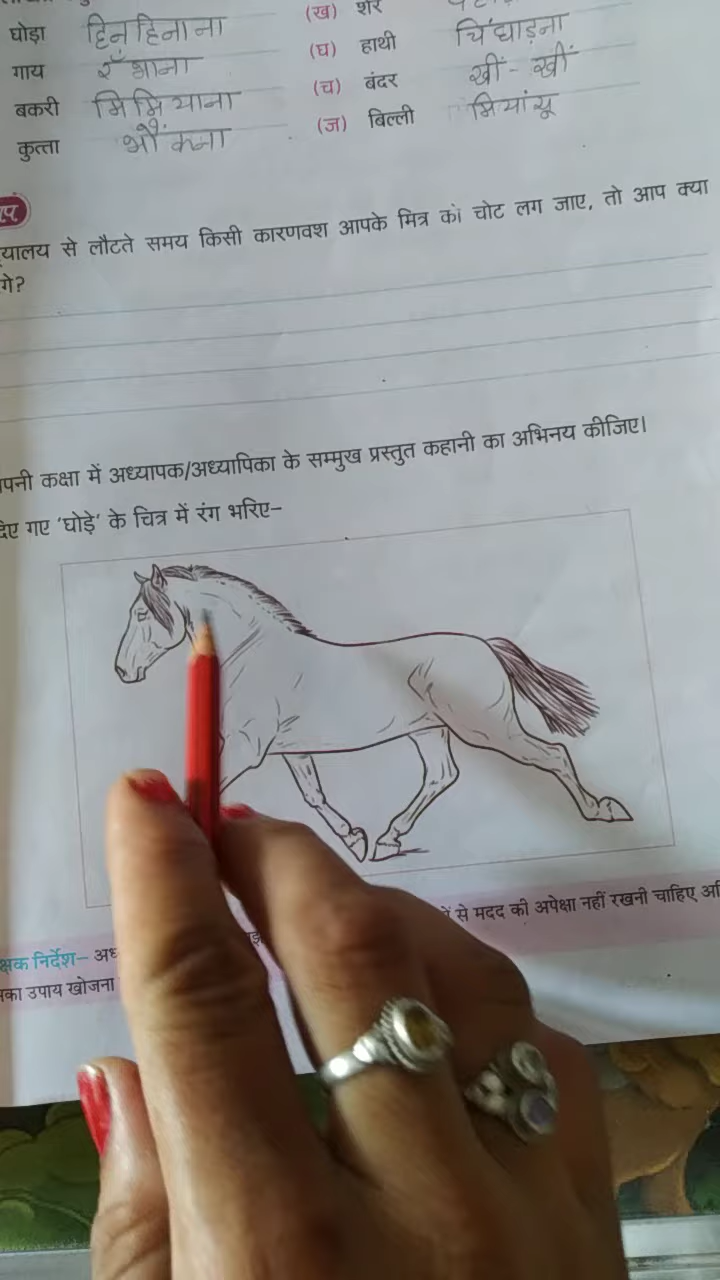 (ख) शेर
घोड़ा हिनहिनाना (घ) हाथी चिंघाड़ना
गाय रँभाना (च) बंदर खीं - खीं
बकरी मिमियाना (ज) बिल्ली मियांयू
कुत्ता भौंकना
यालय से लौटते समय किसी कारणवश आपके मित्र को चोट लग जाए, तो आप क्या
गे?
पनी कक्षा में अध्यापक/अध्यापिका के सम्मुख प्रस्तुत कहानी का अभिनय कीजिए।
दिए गए 'घोड़े' के चित्र में रंग भरिए–
से मदद की अपेक्षा नहीं रखनी चाहिए
क्षक निर्देश–
का उपाय खोजना